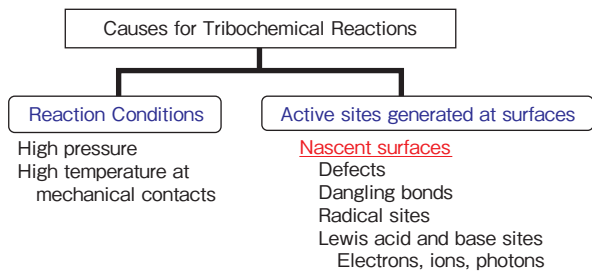 Causes for Tribochemical Reactions
Reaction Conditions
High pressure
High temperature at
mechanical contacts
Active sites generated at surfaces
Nascent surfaces
Defects
Dangling bonds
Radical sites
Lewis acid and base sites
Electrons, ions, photons